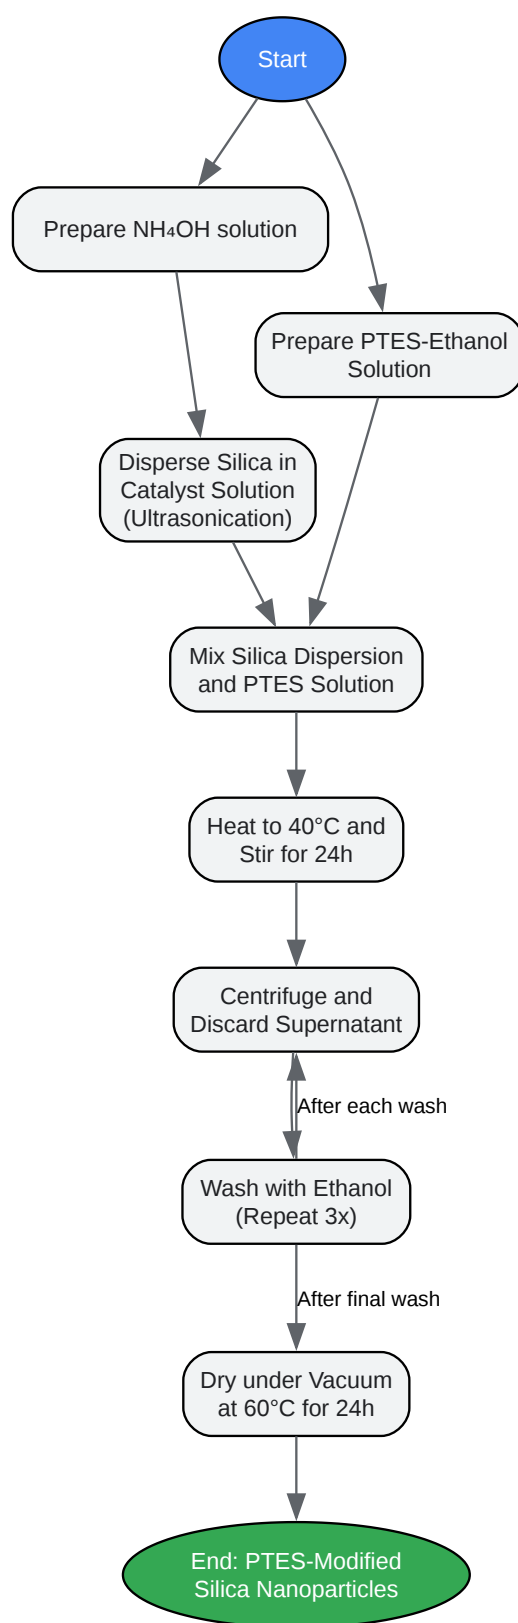 Start
Prepare NH₄OH solution
Prepare PTES-Ethanol
Solution
Disperse Silica in
Catalyst Solution
(Ultrasonication)
Mix Silica Dispersion
and PTES Solution
Heat to 40°C and
Stir for 24h
Centrifuge and
Discard Supernatant
After each wash
Wash with Ethanol
(Repeat 3x)
After final wash
Dry under Vacuum
at 60°C for 24h
End: PTES-Modified
Silica Nanoparticles